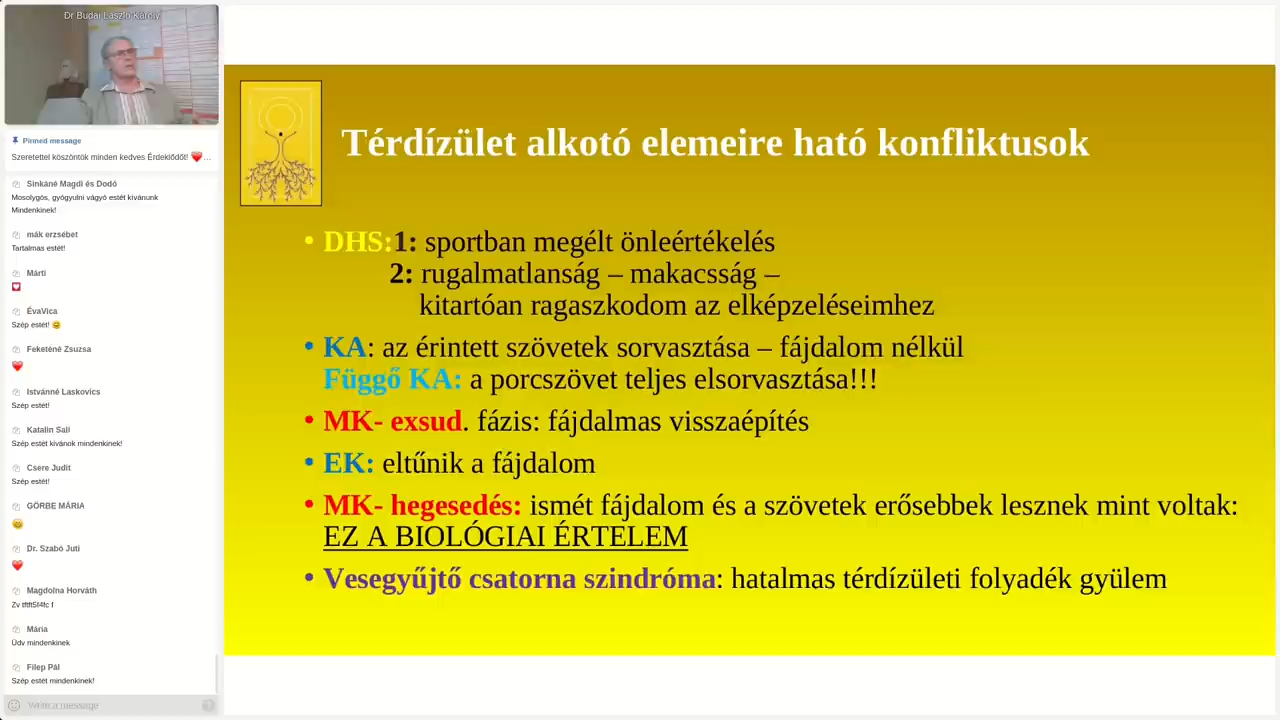 Dr Budai László Károly
Pinned message
Szeretettel köszöntök minden kedves Érdeklődőt! ❤️...
Sinkáné Magdi és Dodó
Mosolygós, gyógyulni vágyó estét kívánunk
Mindenkinek!
mák erzsébet
Tartalmas estét!
Márti
ÉvaVica
Szép estét! 😊
Feketéné Zsuzsa
❤️
Istvánné Laskovics
Szép estét!
Katalin Sali
Szép estét kívánok mindenkinek!
Csere Judit
Szép estét!
GÖRBE MÁRIA
😊
Dr. Szabó Juti
❤️
Magdolna Horváth
Mária
Üdv mindenkinek
Filep Pál
Szép estét mindenkinek!
Write a message
Térdízület alkotó elemeire ható konfliktusok
• DHS:1: sportban megélt önleértékelés
2: rugalmatlanság – makacsság –
kitartóan ragaszkodom az elképzeléseimhez
• KA: az érintett szövetek sorvasztása – fájdalom nélkül
Függő KA: a porcszövet teljes elsorvasztása!!!
• MK- exsud. fázis: fájdalmas visszaépítés
• EK: eltűnik a fájdalom
• MK- hegesedés: ismét fájdalom és a szövetek erősebbek lesznek mint voltak:
EZ A BIOLÓGIAI ÉRTELEM
• Vesegyűjtő csatorna szindróma: hatalmas térdízületi folyadék gyülem